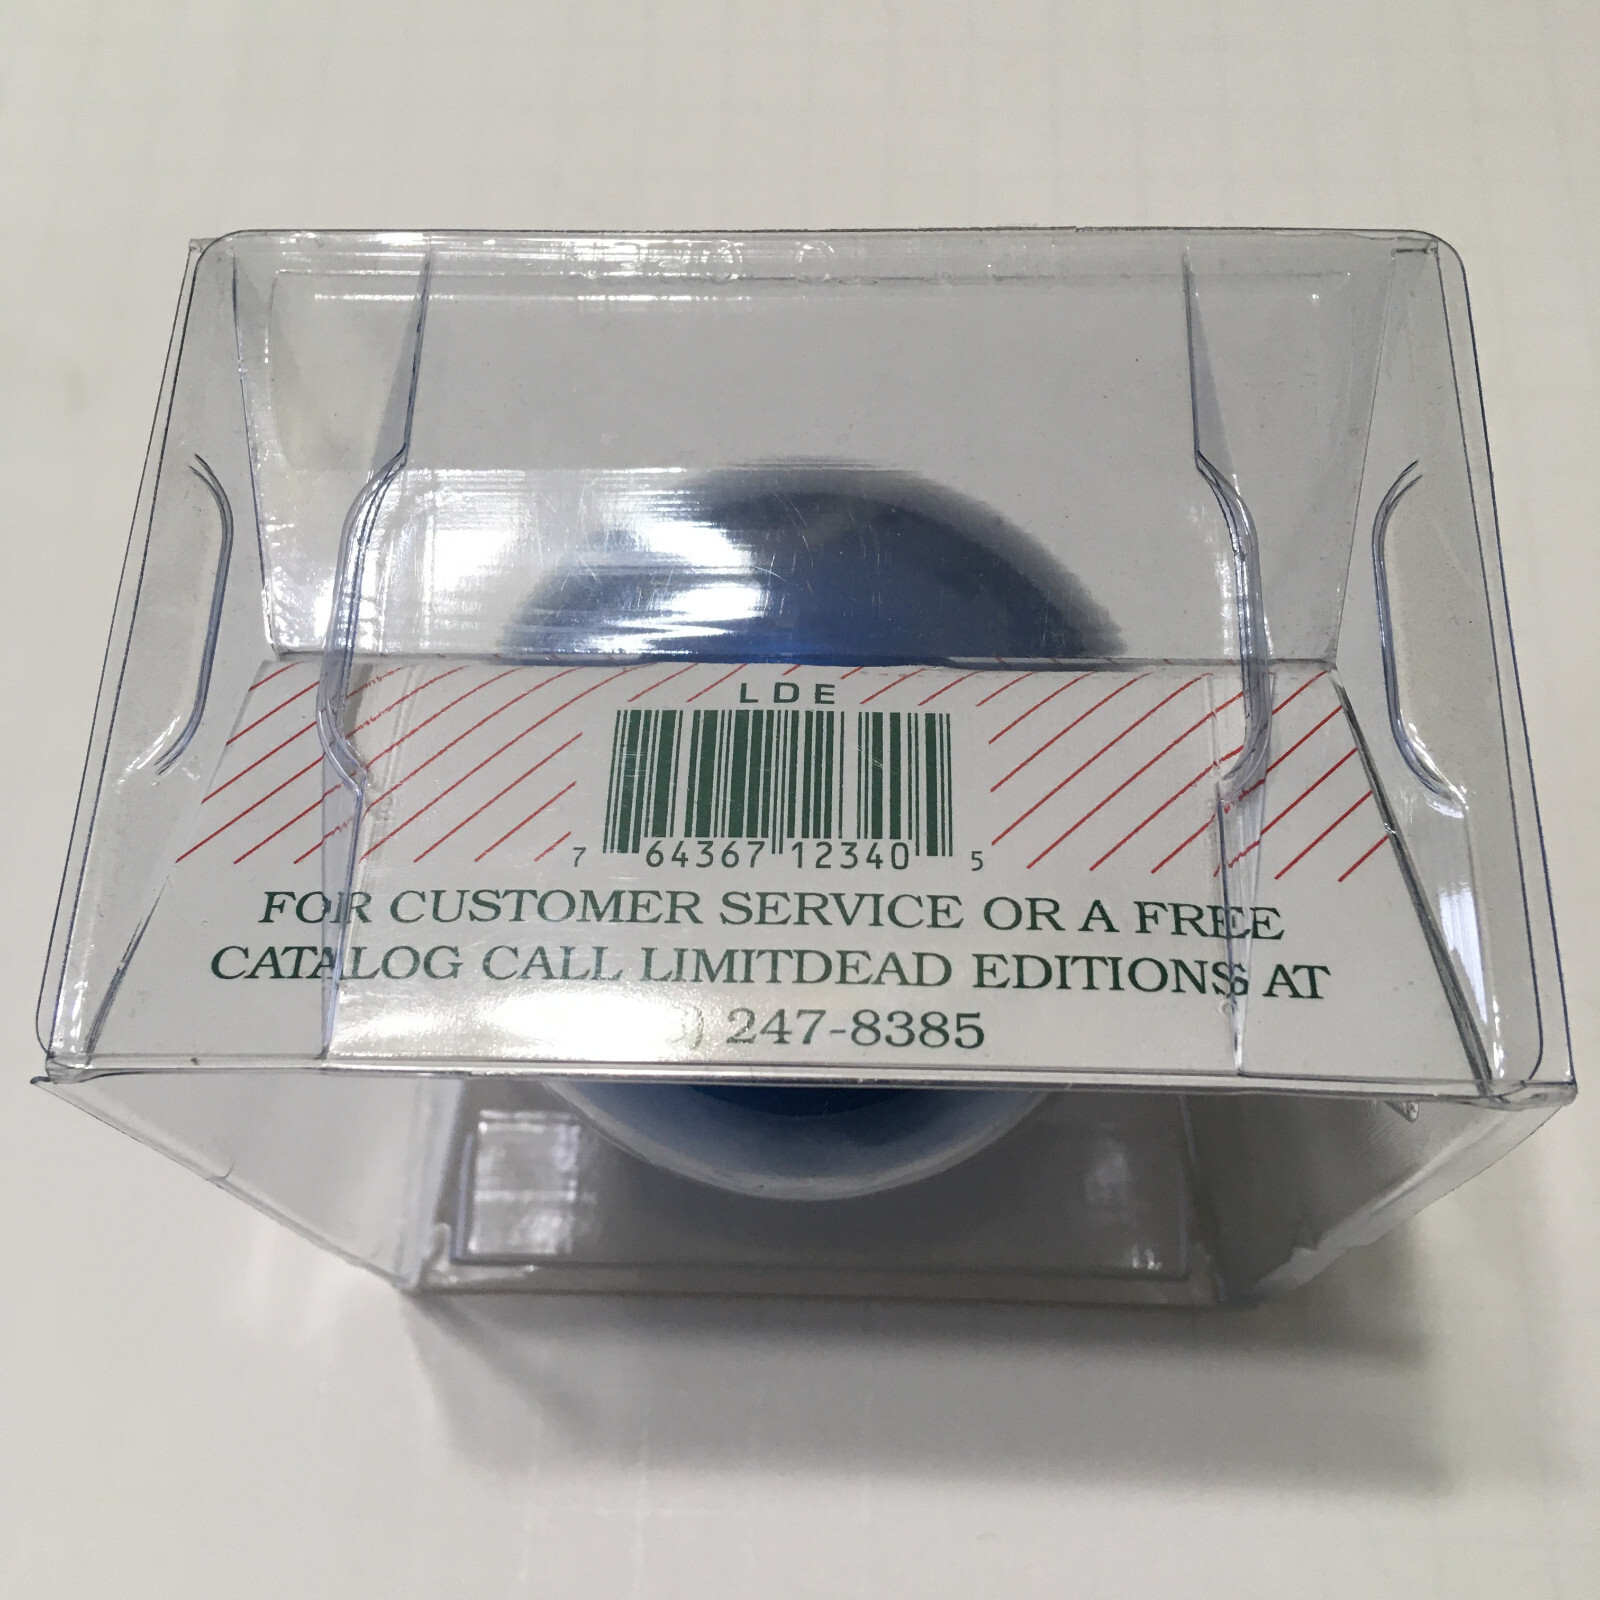 LDE
7 64367 12340 5
FOR CUSTOMER SERVICE OR A FREE
CATALOG CALL LIMITDEAD EDITIONS AT
) 247-8385